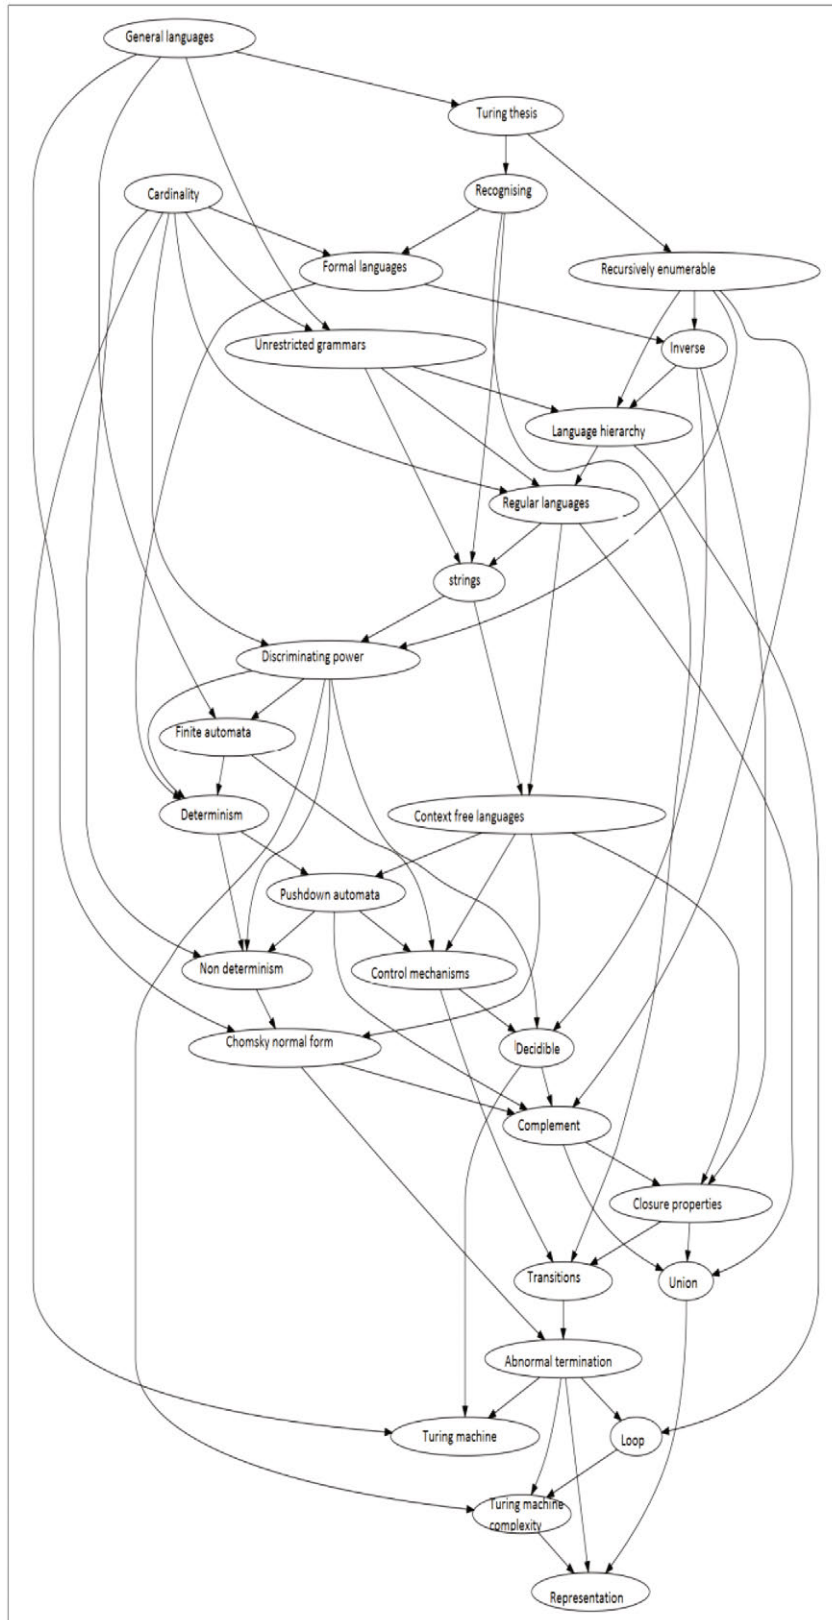 General languages
Turing thesis
Cardinality
Recognising
Formal languages
Recursively enumerable
Unrestricted grammars
Inverse
Language hierarchy
Regular languages
strings
Discriminating power
Finite automata
Determinism
Context free languages
Pushdown automata
Non determinism
Control mechanisms
Chomsky normal form
Decidible
Complement
Closure properties
Transitions
Union
Abnormal termination
Turing machine
Loop
Turing machine
complexity
Representation